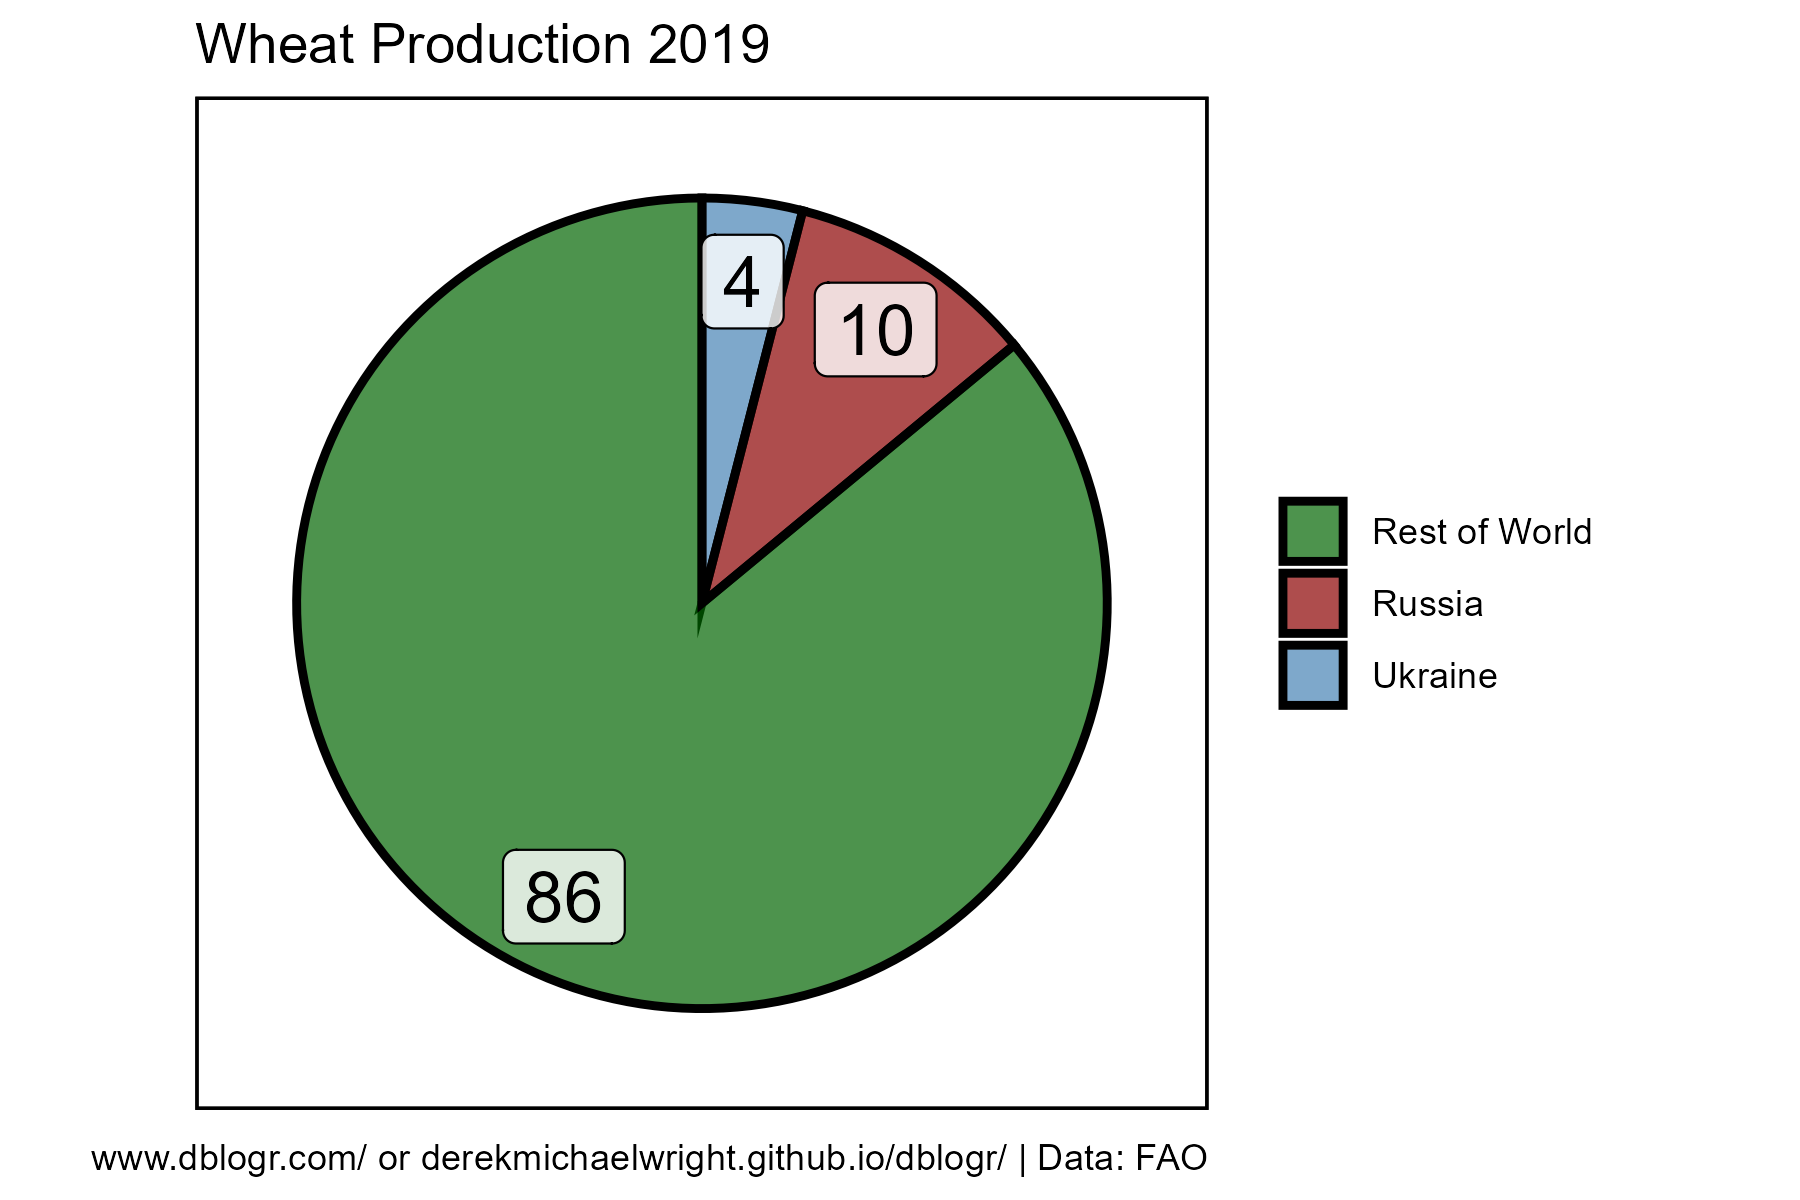 Wheat Production 2019
4
10
86
Rest of World
Russia
Ukraine
www.dblogr.com/ or derekmichaelwright.github.io/dblogr/ | Data: FAO